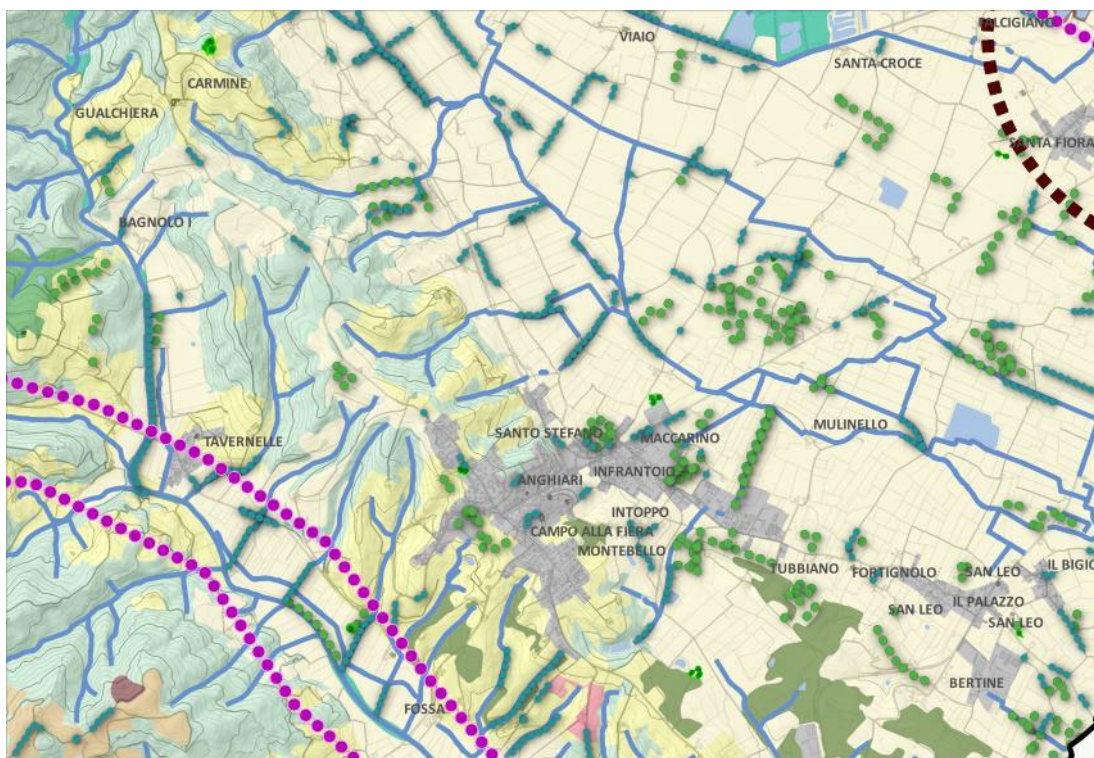 FALCIGIANO
VIAIO
SANTA CROCE
CARMINE
GUALCHIERA
SANTA FIORA
BAGNOLO I
MULINELLO
SANTO STEFANO
MACCARINO
TAVERNELLE
INFRANTOIO
ANGHIARI
INTOPPO
CAMPO ALLA FIERA
MONTEBELLO
TUBBIANO
FORTIGNOLO
SAN LEO
IL BIGIO
IL PALAZZO
SAN LEO
SAN LEO
BERTINE
FOSSA